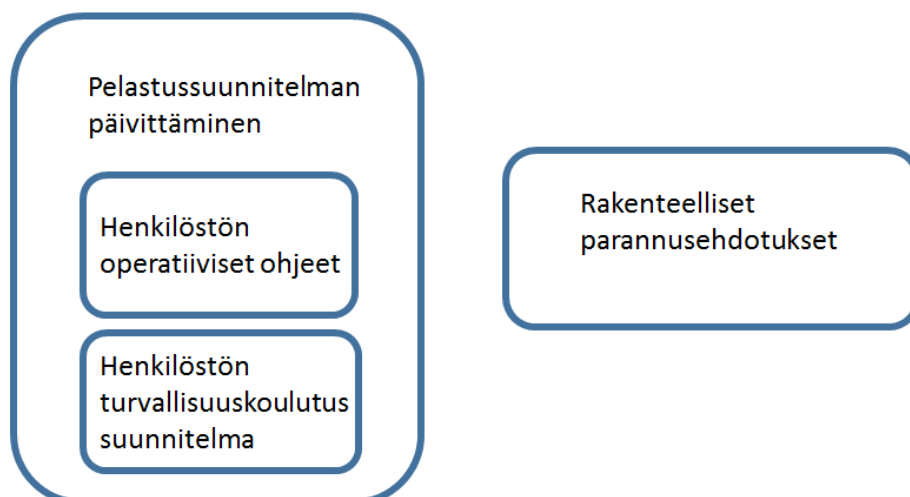 Pelastussuunnitelman
päivittäminen
Henkilöstön
operatiiviset ohjeet
Henkilöstön
turvallisuuskoulutus
suunnitelma
Rakenteelliset
parannusehdotukset